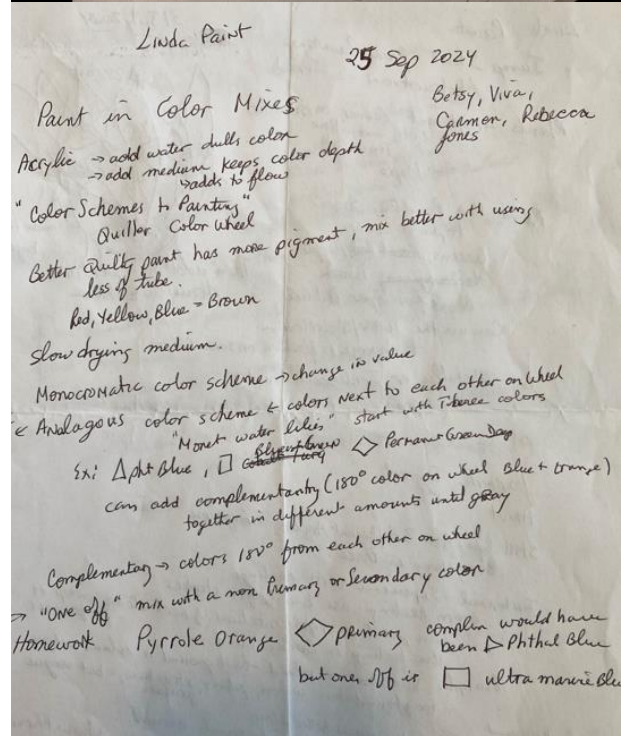 Linda Paint
25 Sep 2024
Betsy, Viva,
Carmen, Rebecca
Jones
Paint in Color Mixes
Acrylic → add water dulls color
→ add medium keeps color depth
→ adds to flow
"Color Schemes to Painting"
Quiller Color Wheel
Better Quilty paint has more pigment, mix better with using
less of tube.
Red, Yellow, Blue = Brown
Slow drying medium.
Monocromatic color scheme → change in value
Analagous color scheme ← colors next to each other on wheel
"Monet water lilies" start with colors
Ex: △ pht Blue, □ Green ◇ Permanent Green Deep
can add complementantry (180° color on wheel Blue + Orange)
together in different amounts until gray
Complementary → colors 180° from each other on wheel
→ "One off" mix with a non Primary or Secondary color
Homework Pyrrole Orange ◇ primary complim would have
been △ Phthal Blue
but one off is □ ultra marine Blu